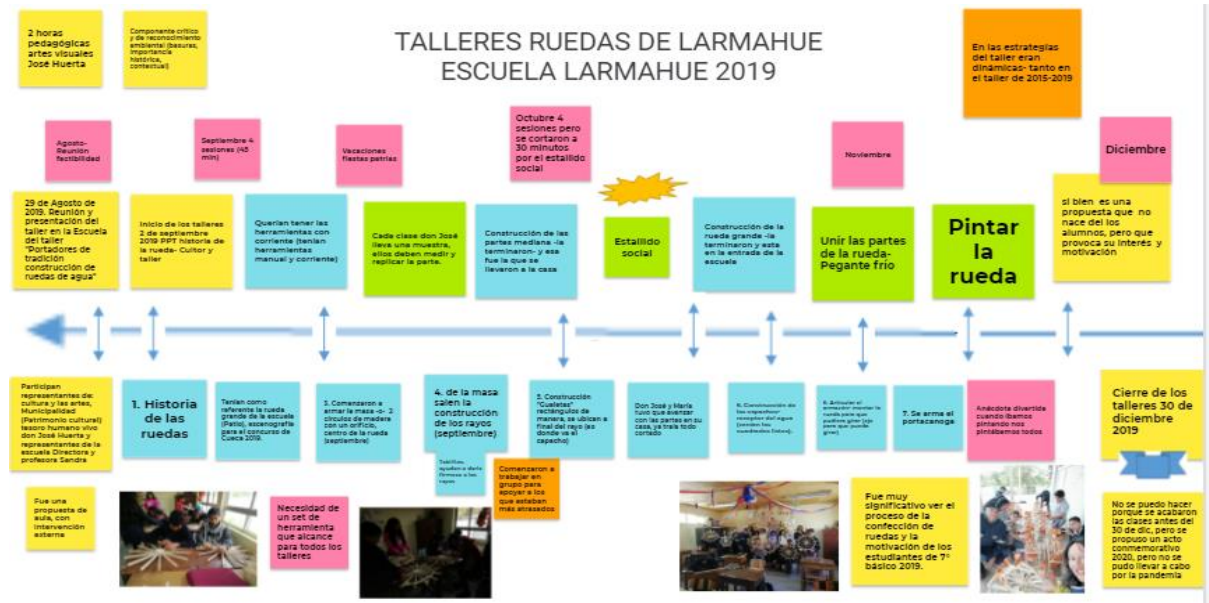 TALLERES RUEDAS DE LARMAHUE
ESCUELA LARMAHUE 2019
2 horas
pedagógicas
artes visuales
José Huerta
Componente crítico
y de reconocimiento
ambiental (basuras,
importancia
histórica,
contextual)
En las estrategias
del taller eran
dinámicas- tanto en
el taller de 2015-2019
Agosto-
Reunión
factibilidad
Septiembre 4
sesiones (45
min)
Vacaciones
fiestas patrias
Octubre 4
sesiones pero
se cortaron a
30 minutos
por el estallido
social
Noviembre
Diciembre
29 de Agosto de
2019. Reunión y
presentación del
taller en la Escuela
del taller
"Portadores de
tradición
construcción de
ruedas de agua"
Inicio de los talleres
2 de septiembre
2019 PPT historia de
la rueda- Cultor y
taller
Querían tener las
herramientas con
corriente (tenían
herramientas
manual y corriente)
Cada clase don José
lleva una muestra,
ellos deben medir y
replicar la parte.
Construcción de las
partes mediana -la
terminaron- y esa
fue la que se
llevaron a la casa
Estallido
social
Construcción de la
rueda grande -la
terminaron y esta
en la entrada de la
escuela
Unir las partes
de la rueda-
Pegante frío
Pintar
la
rueda
si bien es una
propuesta que no
nace del los
alumnos, pero que
provoca su interés y
motivación
Participan
representantes de:
cultura y las artes,
Municipalidad
(Patrimonio cultural)
tesoro humano vivo
don José Huerta y
representantes de la
escuela Directora y
profesora Sandra
1. Historia
de las
ruedas
Tenían como
referente la rueda
grande de la escuela
(Patio), escenografía
para el concurso de
Cueca 2019.
3. Comenzaron a
armar la masa -o- 2
círculos de madera
con un orificio,
centro de la rueda
(septiembre)
4. de la masa
salen la
construcción
de los rayos
(septiembre)
Tablillas,
ayudan a darle
firmeza a los
rayos
Comenzaron a
trabajar en
grupo para
apoyar a los
que estaban
más atrasados
5. Construcción
"Gualetas"
rectángulos de
manera, se ubican a
final del rayo (es
donde va el
capacho)
Don José y María
tuvo que avanzar
con las partes en su
casa, ya traía todo
cortado
6. Construcción de
los capachos-
receptor del agua
pudiera girar (eje
para que pueda
girar)
7. Se arma el
portacanoga
Anécdota divertida
cuando íbamos
pintando nos
pintábamos todos
Cierre de los
talleres 30 de
diciembre
2019
Fue una
propuesta de
aula, con
intervención
externa
Necesidad de
un set de
herramienta
que alcance
para todos los
talleres
Fue muy
significativo ver el
proceso de la
confección de
ruedas y la
motivación de los
estudiantes de 7°
básico 2019.
No se puedo hacer
porque se acabaron
las clases antes del
30 de dic, pero se
propuso un acto
conmemorativo
2020, pero no se
pudo llevar a cabo
por la pandemia